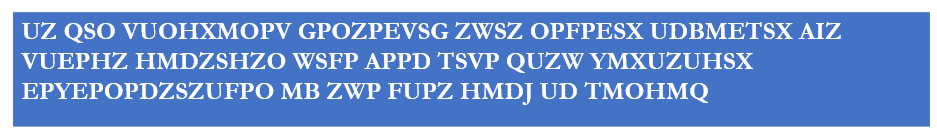 UZ QSO VUOHXMOPV GPOZPEVSG ZWSZ OPFPESX UDBMETSX AIZ
VUEPHZ HMDZSHZO WSFP APPD TSVP QUZW YMXUZUHSX
EPYEPOPDZSZUFPO MB ZWP FUPZ HMDJ UD TMOHMQ